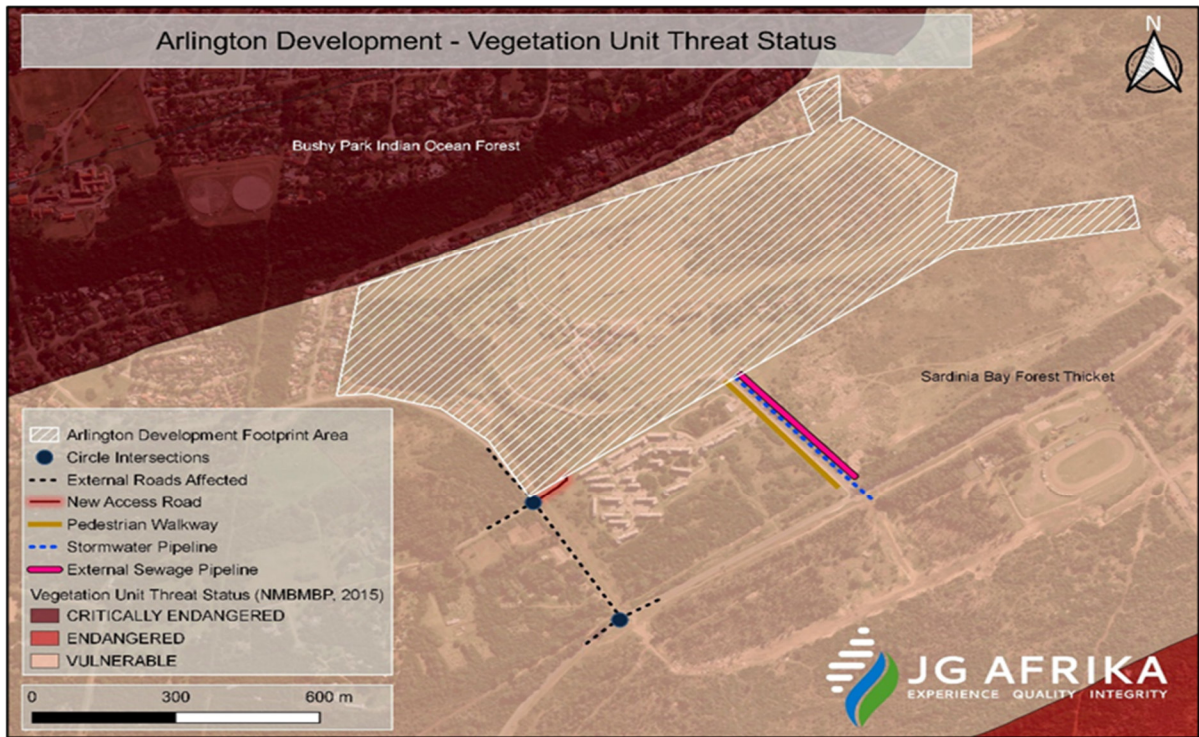 Arlington Development - Vegetation Unit Threat Status
N
Bushy Park Indian Ocean Forest
Sardinia Bay Forest Thicket
Arlington Development Footprint Area
Circle Intersections
External Roads Affected
New Access Road
Pedestrian Walkway
Stormwater Pipeline
External Sewage Pipeline
Vegetation Unit Threat Status (NMBMBP, 2015)
CRITICALLY ENDANGERED
ENDANGERED
VULNERABLE
0 300 600 m
JG AFRIKA
EXPERIENCE QUALITY INTEGRITY